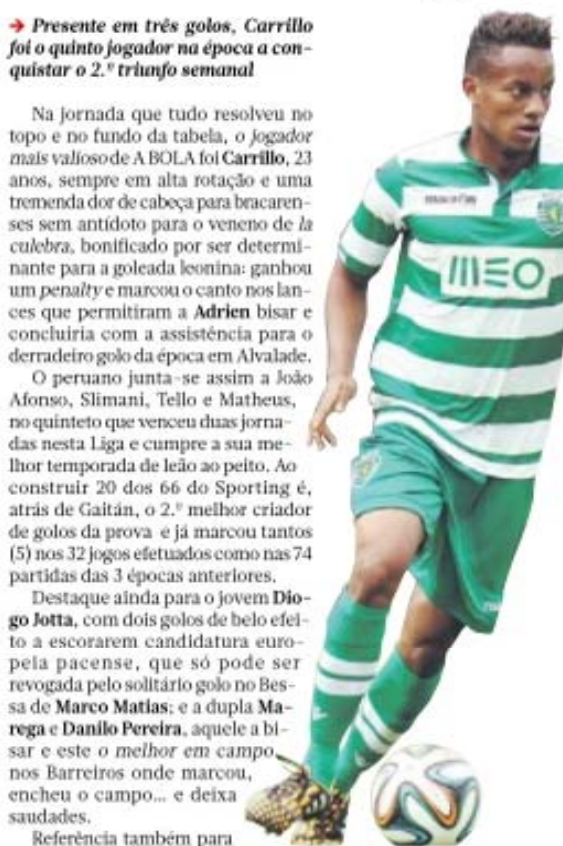 → Presente em três golos, Carrillo
foi o quinto jogador na época a con-
quistar o 2.º triunfo semanal
Na jornada que tudo resolveu no
topo e no fundo da tabela, o jogador
mais valioso de A BOLA foi Carrillo, 23
anos, sempre em alta rotação e uma
tremenda dor de cabeça para bracaren-
ses sem antídoto para o veneno de la
culebra, bonificado por ser determi-
nante para a goleada leonina: ganhou
um penalty e marcou o canto nos lan-
ces que permitiram a Adrien bisar e
concluiria com a assistência para o
derradeiro golo da época em Alvalade.
O peruano junta-se assim a João
Afonso, Slimani, Tello e Matheus,
no quinteto que venceu duas jorna-
das nesta Liga e cumpre a sua me-
lhor temporada de leão ao peito. Ao
construir 20 dos 66 do Sporting é,
atrás de Gaitán, o 2.º melhor criador
de golos da prova e já marcou tantos
(5) nos 32 jogos efetuados como nas 74
partidas das 3 épocas anteriores.
Destaque ainda para o jovem Dio-
go Jotta, com dois golos de belo efei-
to a escorarem candidatura euro-
peia pacense, que só pode ser
revogada pelo solitário golo no Bes-
sa de Marco Matias; e a dupla Ma-
rega e Danilo Pereira, aquele a bi-
sar e este o melhor em campo
nos Barreiros onde marcou,
encheu o campo... e deixa
saudades.
Referência também para
MEO